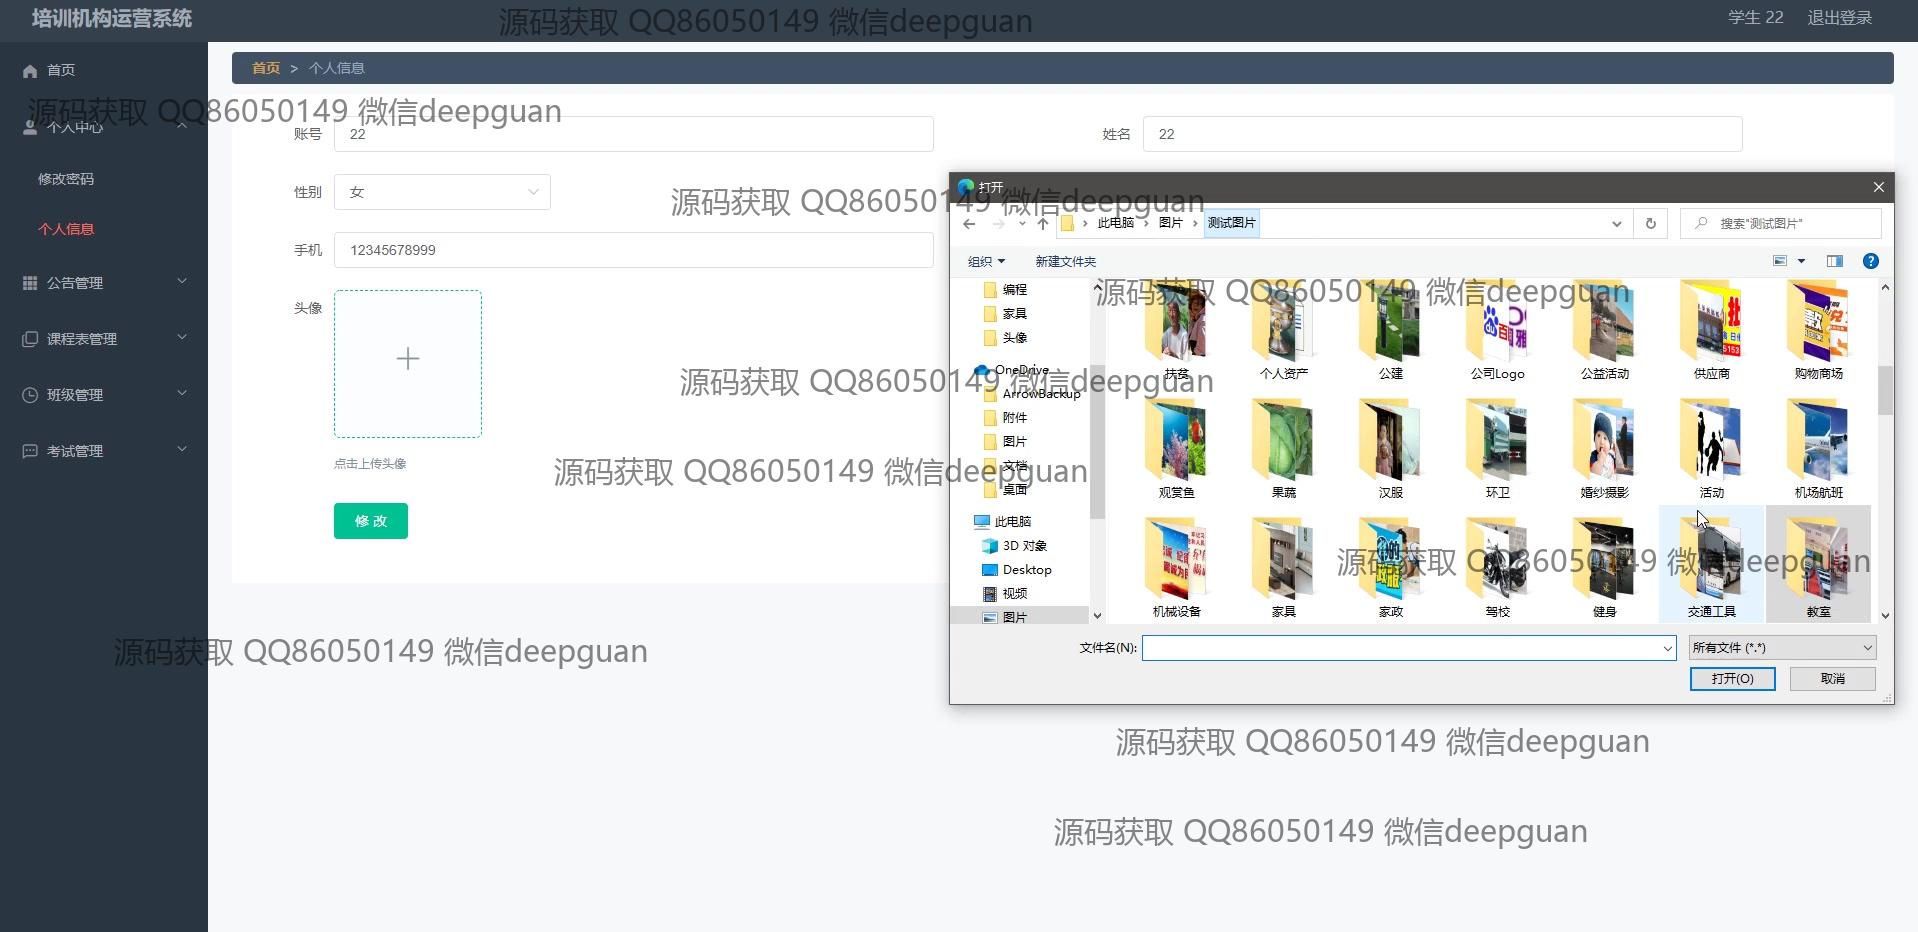 培训机构运营系统
源码获取 QQ86050149 微信deepguan
学生 22
退出登录
首页
个人中心
修改密码
个人信息
公告管理
课程表管理
班级管理
考试管理
首页 > 个人信息
源码获取 QQ86050149 微信deepguan
账号 22
姓名 22
性别 女
手机 12345678999
头像
点击上传头像
修 改
源码获取 QQ86050149 微信deepguan
打开
此电脑 › 图片 › 测试图片
搜索"测试图片"
组织
新建文件夹
源码获取 QQ86050149 微信deepguan
编程
家具
头像
OneDrive
ArrowBackup
附件
图片
文档
桌面
此电脑
3D 对象
Desktop
视频
图片
扶贫 个人资产 公建 公司Logo 公益活动 供应商 购物商场
源码获取 QQ86050149 微信deepguan
源码获取 QQ86050149 微信deepguan
观赏鱼 果蔬 汉服 环卫 婚纱摄影 活动 机场航班
源码获取 QQ86050149 微信deepguan
机械设备 家具 家政 驾校 健身 交通工具 教室
文件名(N):
所有文件 (*.*)
打开(O)
取消
源码获取 QQ86050149 微信deepguan
源码获取 QQ86050149 微信deepguan
源码获取 QQ86050149 微信deepguan